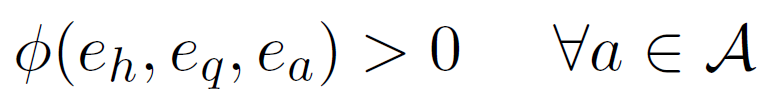 ϕ(e_h, e_q, e_a) > 0 ∀a ∈ 𝒜